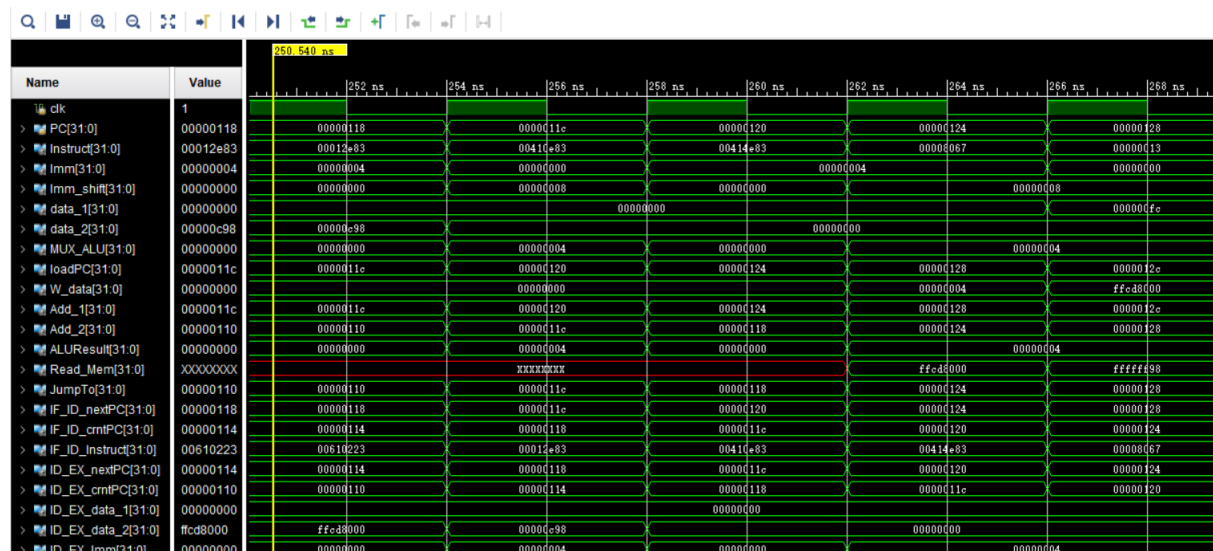 250.540 ns
Name Value 252 ns 254 ns 256 ns 258 ns 260 ns 262 ns 264 ns 266 ns 268 ns
clk 1
PC[31:0] 00000118 00000118 0000011c 00000120 00000124 00000128
Instruct[31:0] 00012e83 00012e83 00410e83 00414e83 00008067 00000013
Imm[31:0] 00000004 00000004 00000000 00000004 00000000
Imm_shift[31:0] 00000000 00000000 00000008 00000000 00000008
data_1[31:0] 00000000 00000000 000000fc
data_2[31:0] 00000c98 00000c98 00000000
MUX_ALU[31:0] 00000000 00000000 00000004 00000000 00000004
loadPC[31:0] 0000011c 0000011c 00000120 00000124 00000128 0000012c
W_data[31:0] 00000000 00000000 00000004 ffcd8000
Add_1[31:0] 0000011c 0000011c 00000120 00000124 00000128 0000012c
Add_2[31:0] 00000110 00000110 0000011c 00000118 00000124 00000128
ALUResult[31:0] 00000000 00000000 00000004 00000000 00000004
Read_Mem[31:0] XXXXXXXX XXXXXXXX ffcd8000 ffffff98
JumpTo[31:0] 00000110 00000110 0000011c 00000118 00000124 00000128
IF_ID_nextPC[31:0] 00000118 00000118 0000011c 00000120 00000124 00000128
IF_ID_crntPC[31:0] 00000114 00000114 00000118 0000011c 00000120 00000124
IF_ID_Instruct[31:0] 00610223 00610223 00012e83 00410e83 00414e83 00008067
ID_EX_nextPC[31:0] 00000114 00000114 00000118 0000011c 00000120 00000124
ID_EX_crntPC[31:0] 00000110 00000110 00000114 00000118 0000011c 00000120
ID_EX_data_1[31:0] 00000000 00000000
ID_EX_data_2[31:0] ffcd8000 ffcd8000 00000c98 00000000
ID_EX_Imm[31:0] 00000000 00000000 00000004 00000000 00000004